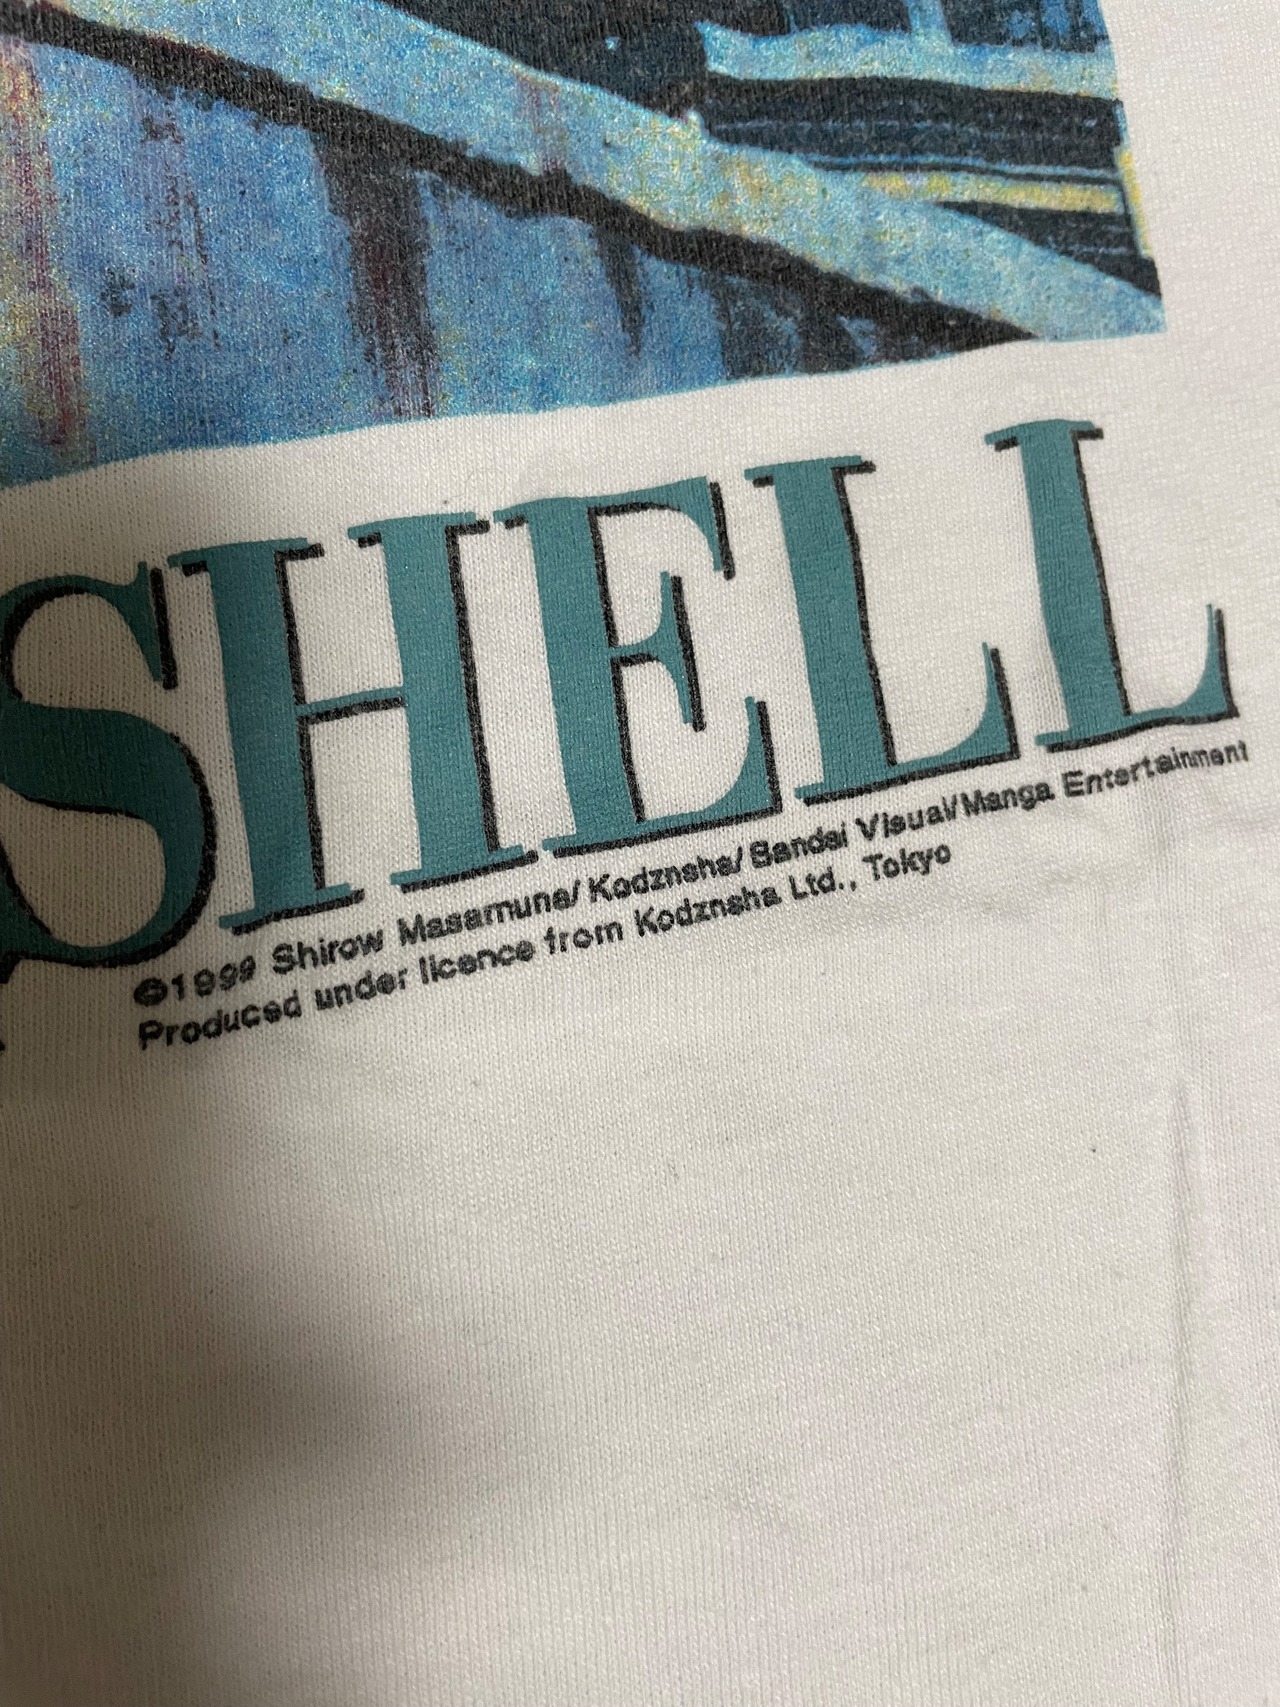 SHELL
©1999 Shirow Masamune/ Kodznsha/ Bandai Visual/Manga Entertainment
Produced under licence from Kodznsha Ltd., Tokyo